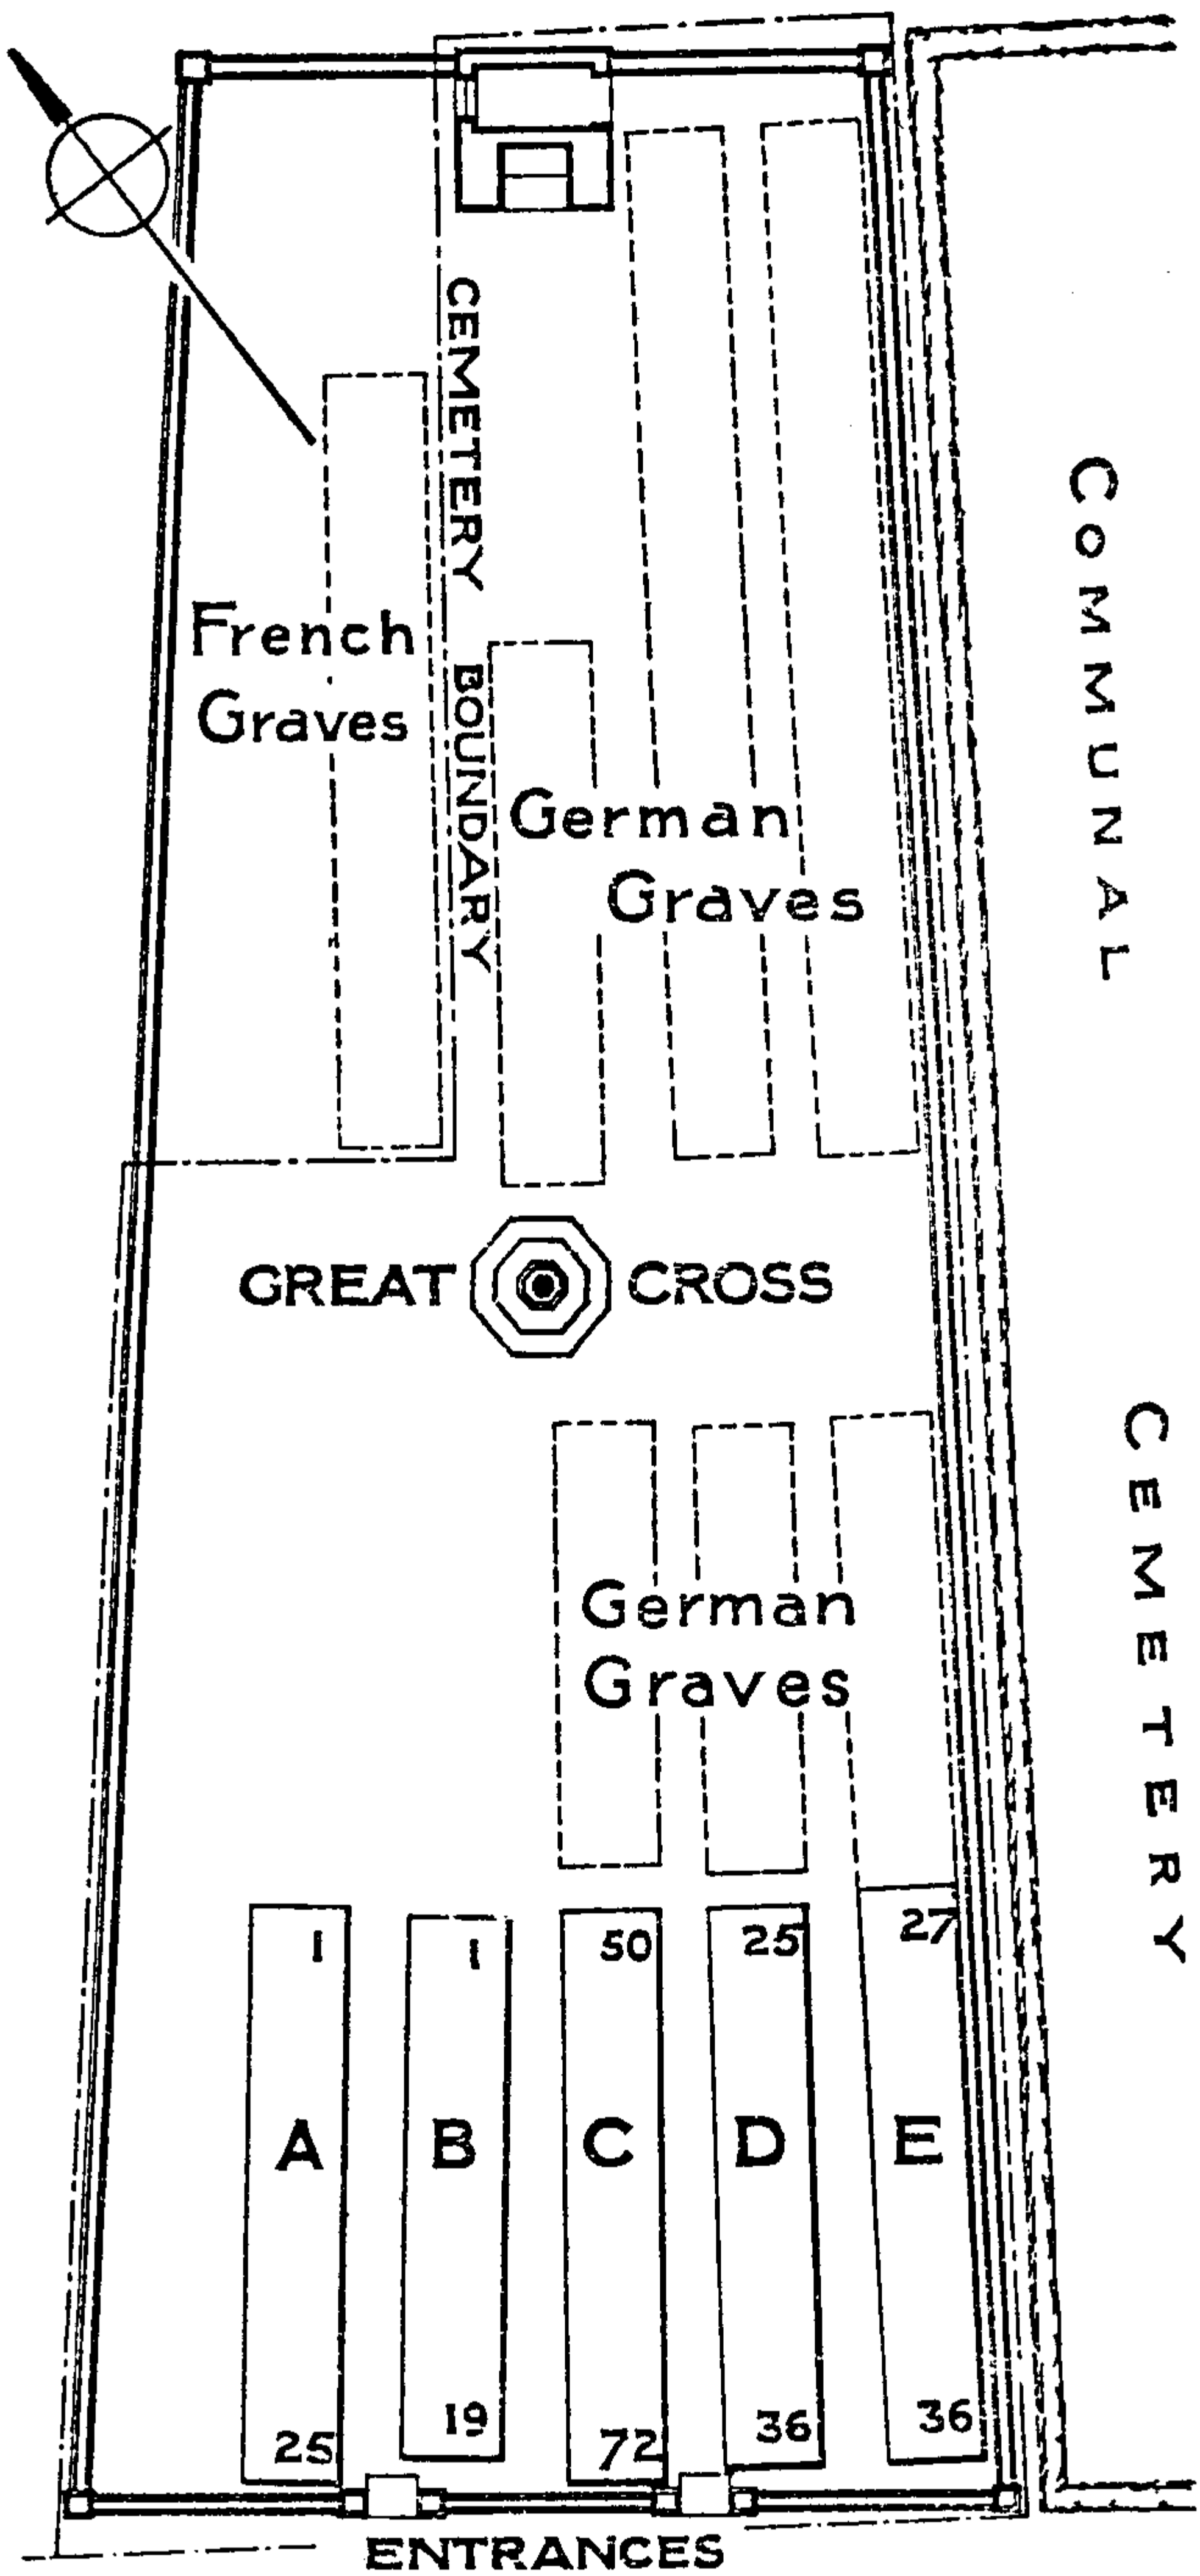 CEMETERY BOUNDARY
French
Graves
German
Graves
COMMUNAL CEMETERY
GREAT CROSS
German
Graves
1 1 50 25 27
A B C D E
25 19 72 36 36
ENTRANCES